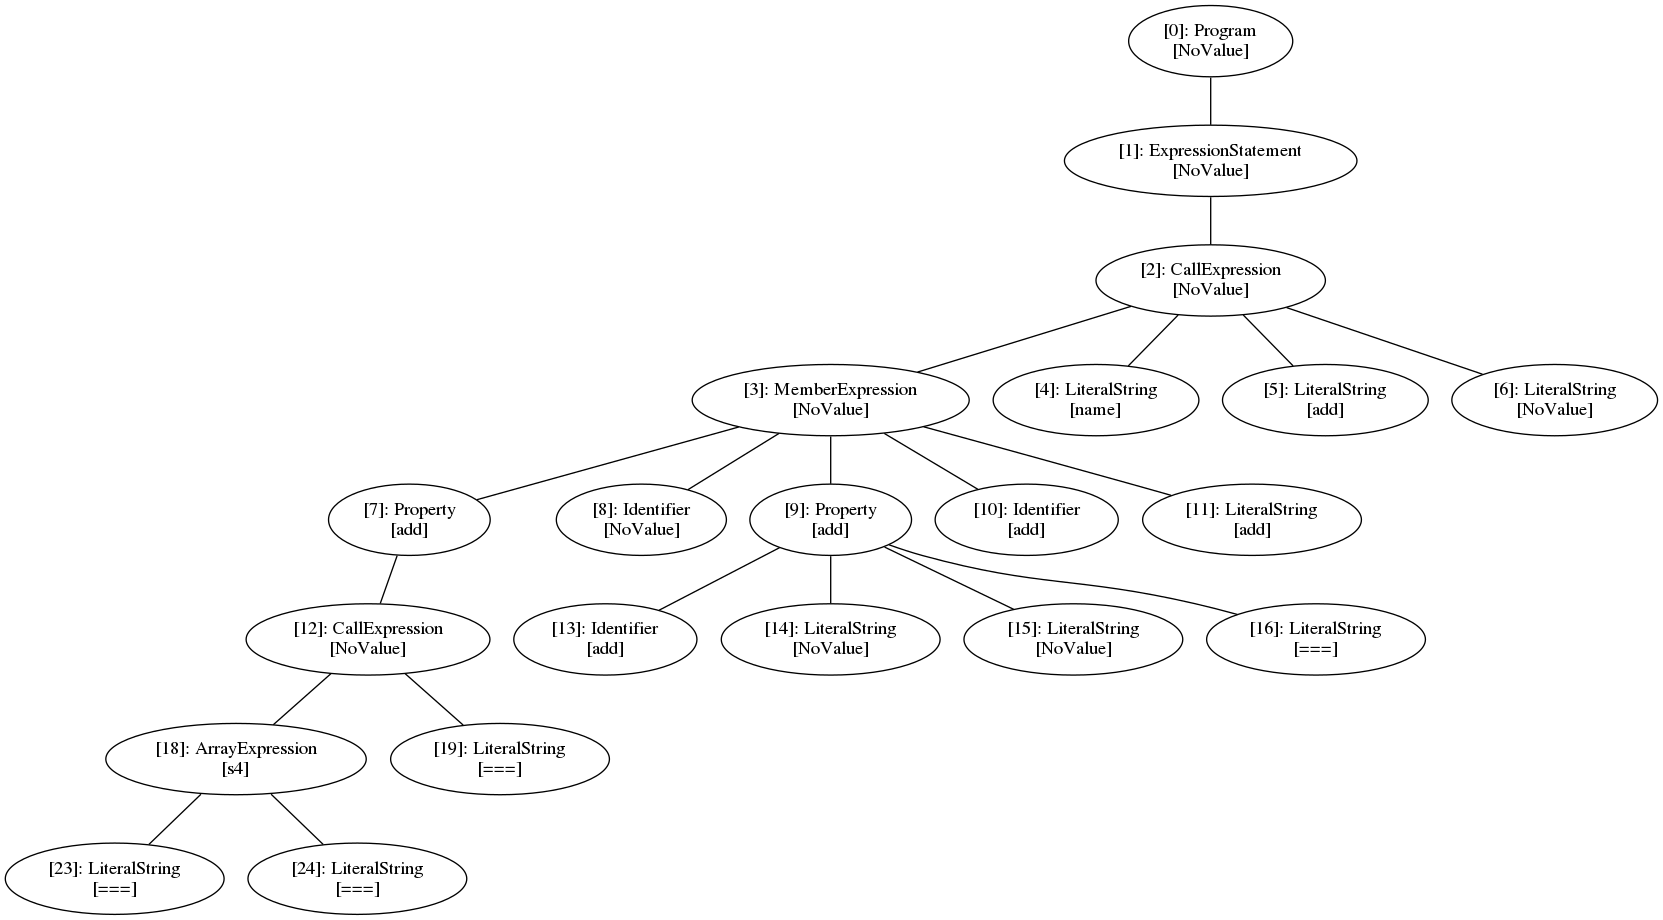 [0]: Program
[NoValue]
[1]: ExpressionStatement
[NoValue]
[2]: CallExpression
[NoValue]
[3]: MemberExpression
[NoValue]
[4]: LiteralString
[name]
[5]: LiteralString
[add]
[6]: LiteralString
[NoValue]
[7]: Property
[add]
[8]: Identifier
[NoValue]
[9]: Property
[add]
[10]: Identifier
[add]
[11]: LiteralString
[add]
[12]: CallExpression
[NoValue]
[13]: Identifier
[add]
[14]: LiteralString
[NoValue]
[15]: LiteralString
[NoValue]
[16]: LiteralString
[===]
[18]: ArrayExpression
[s4]
[19]: LiteralString
[===]
[23]: LiteralString
[===]
[24]: LiteralString
[===]